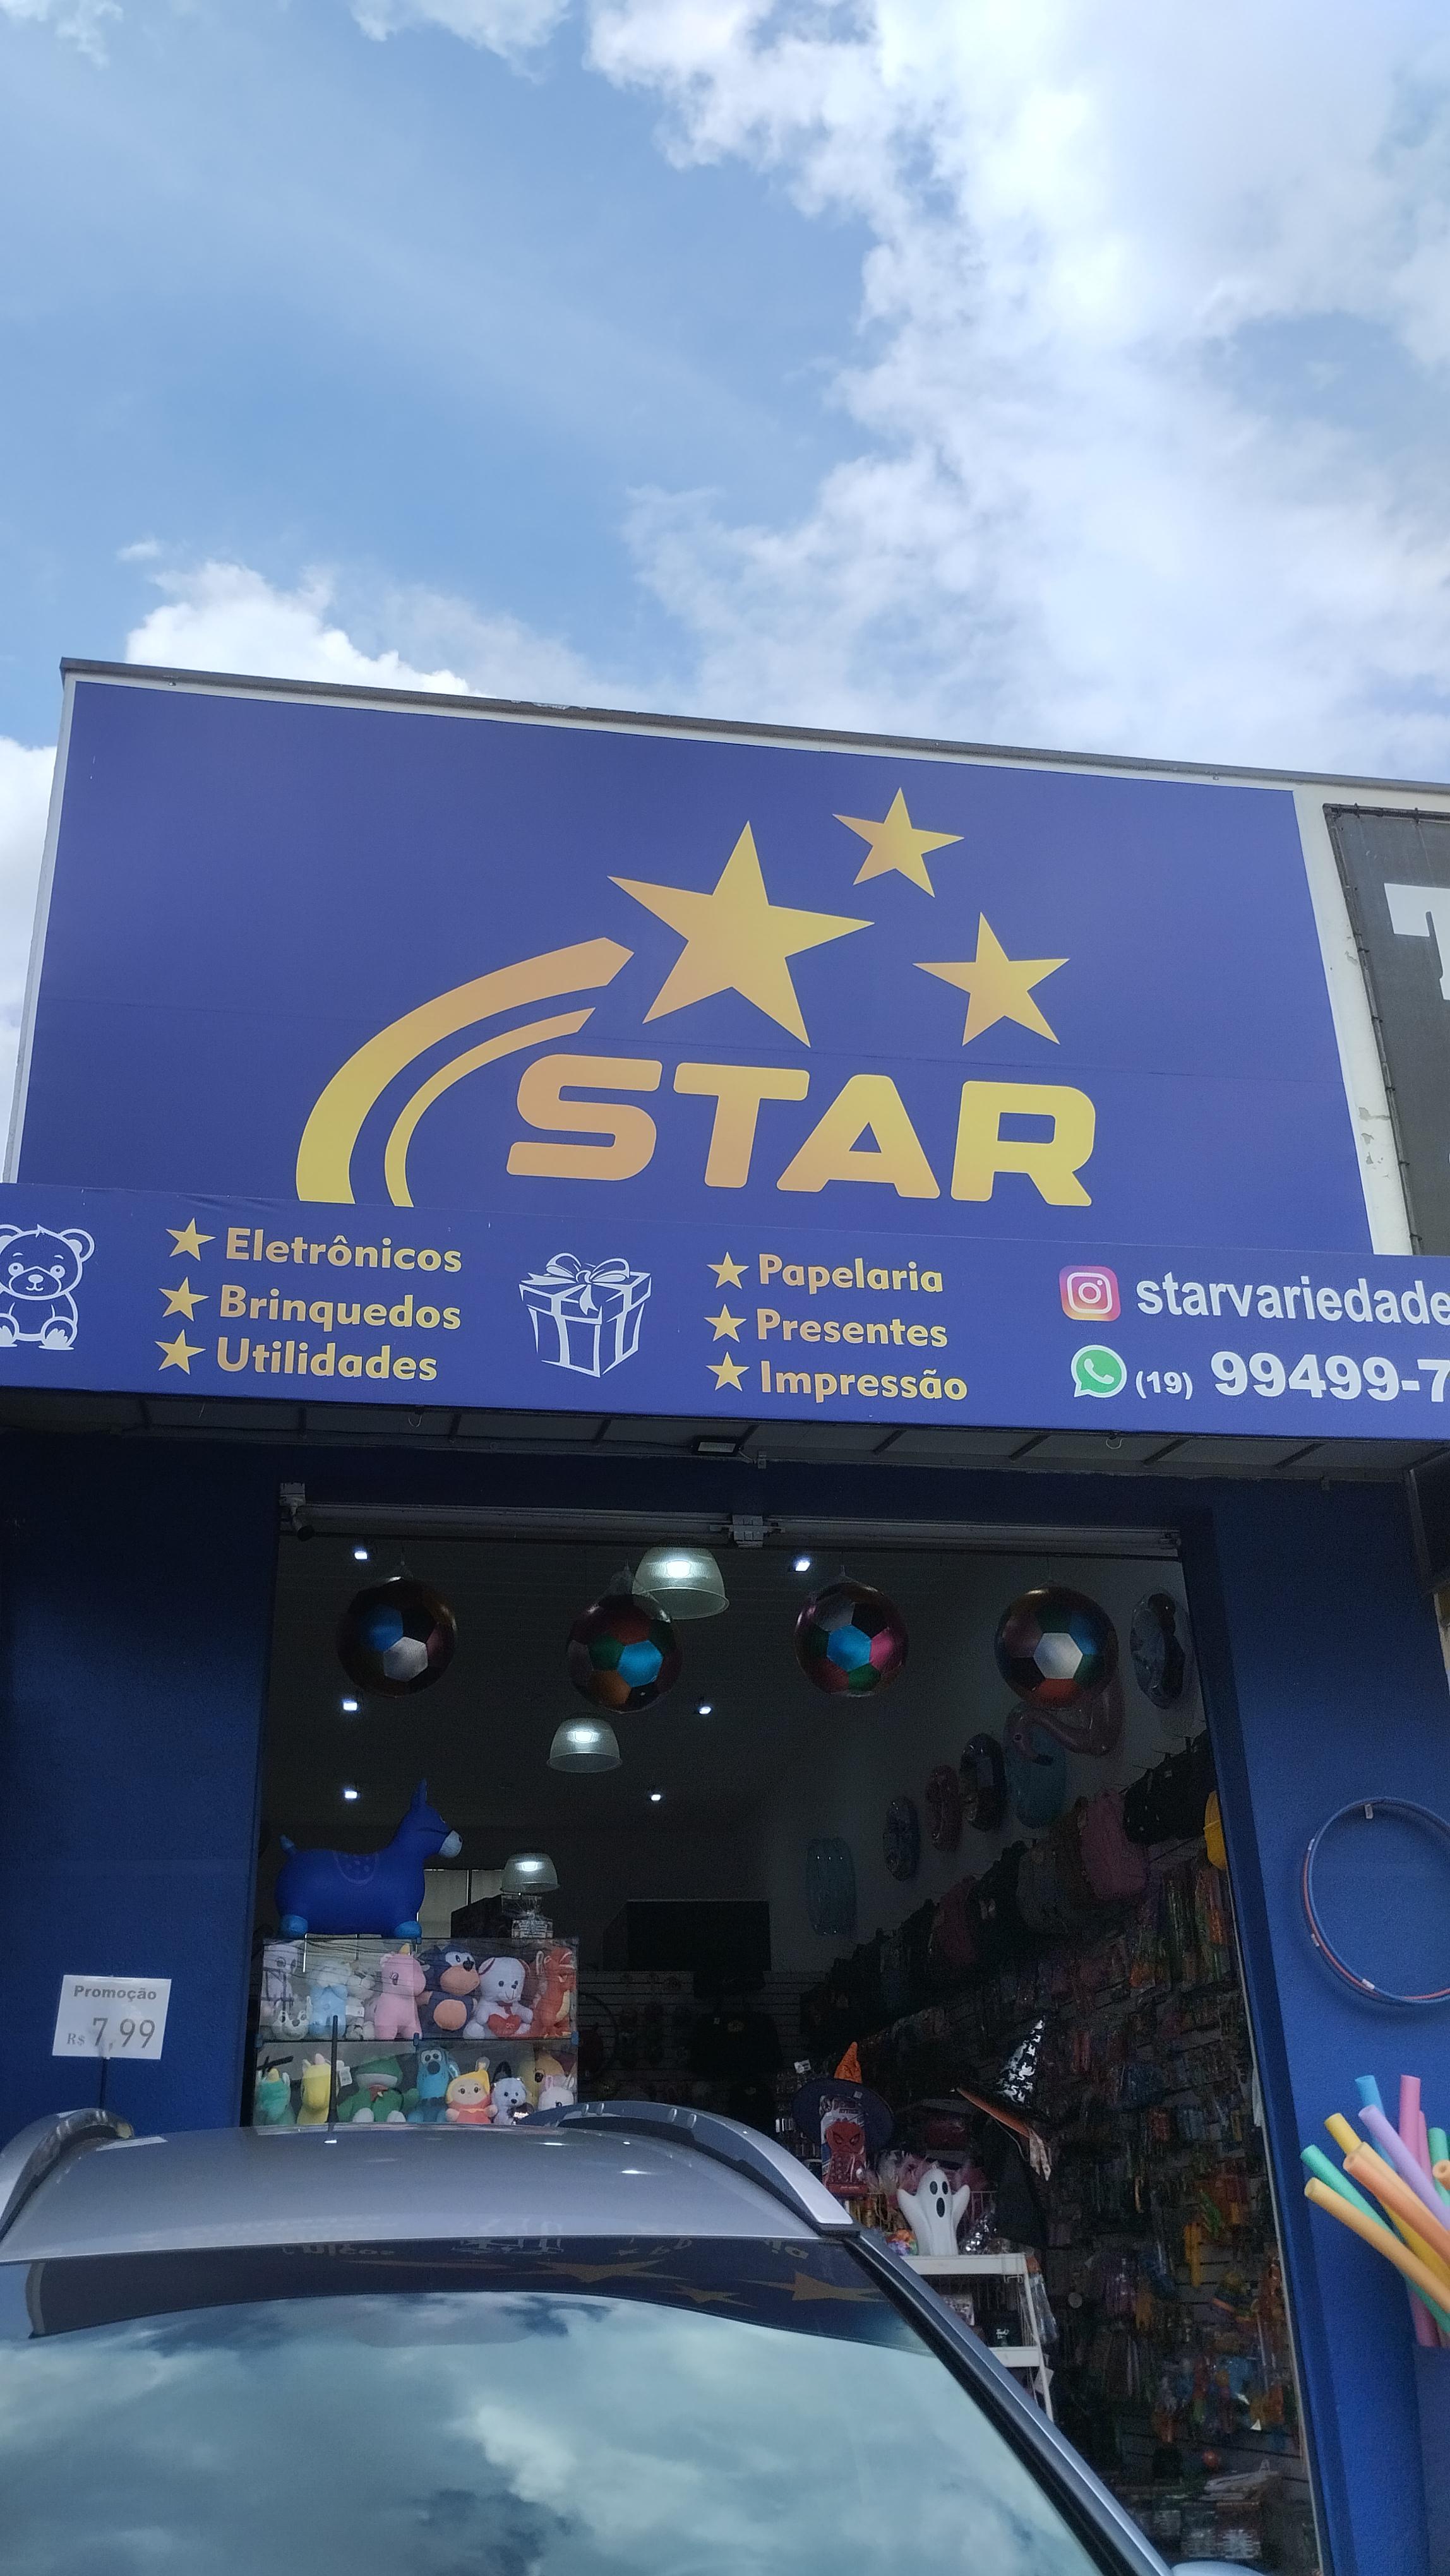 STAR
Eletrônicos
Brinquedos
Utilidades
Papelaria
Presentes
Impressão
starvariedade
(19) 99499-7
Promoção
R$ 7,99
T